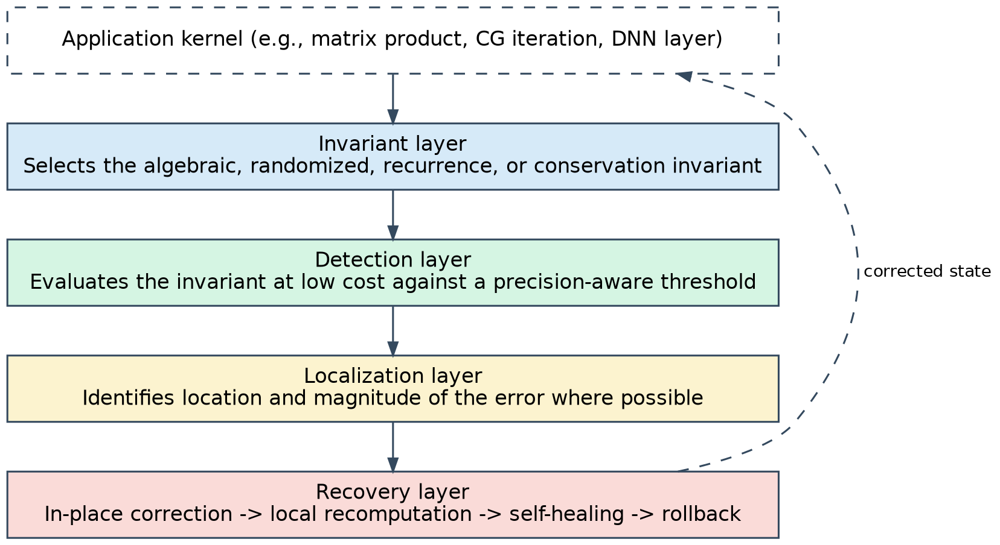 Application kernel (e.g., matrix product, CG iteration, DNN layer)
Invariant layer
Selects the algebraic, randomized, recurrence, or conservation invariant
Detection layer
Evaluates the invariant at low cost against a precision-aware threshold
corrected state
Localization layer
Identifies location and magnitude of the error where possible
Recovery layer
In-place correction -> local recomputation -> self-healing -> rollback